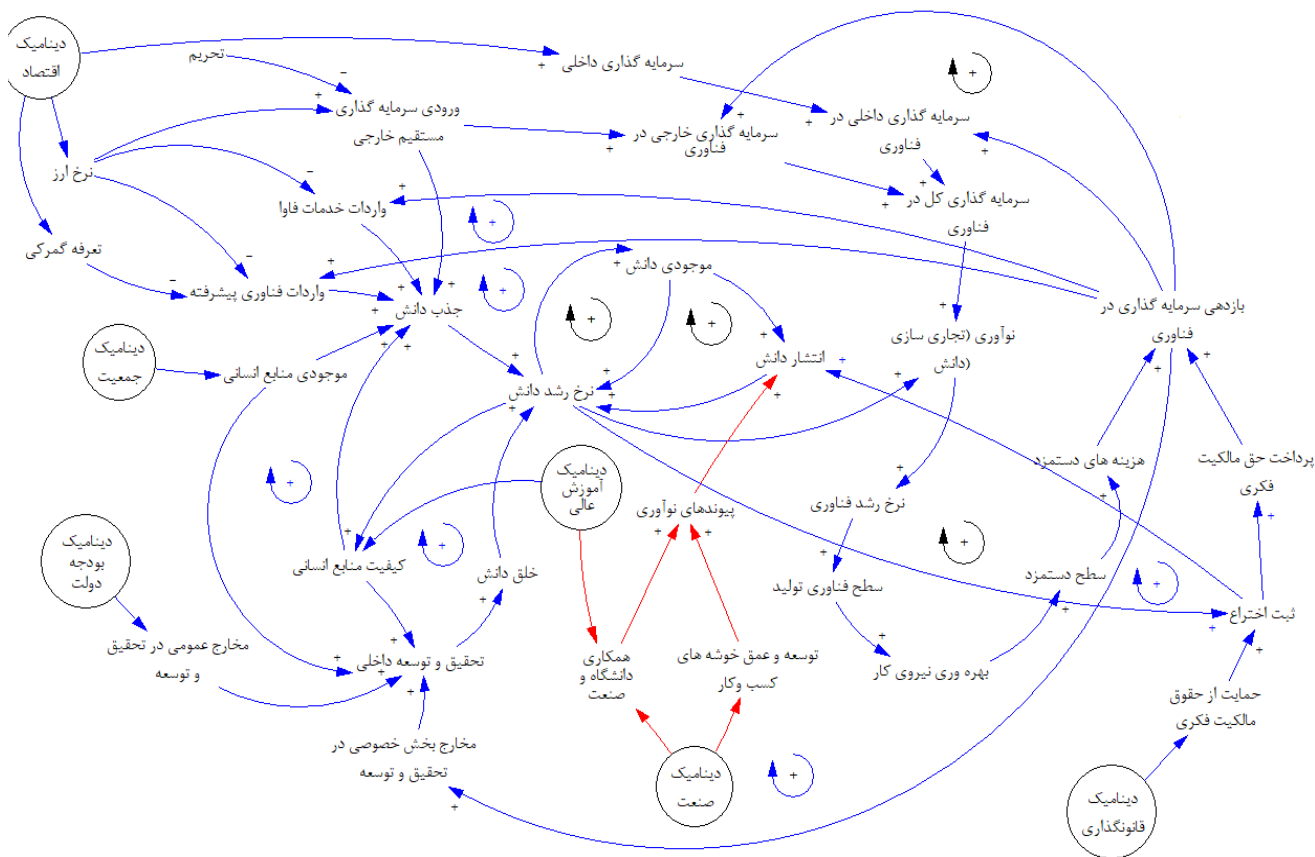 دینامیک
اقتصاد
تحریم
سرمایه گذاری داخلی
ورودی سرمایه گذاری
مستقیم خارجی
سرمایه گذاری خارجی در
فناوری
سرمایه گذاری داخلی در
فناوری
نرخ ارز
واردات خدمات فاوا
سرمایه گذاری کل در
فناوری
تعرفه گمرکی
موجودی دانش
واردات فناوری پیشرفته
جذب دانش
بازدهی سرمایه گذاری در
فناوری
دینامیک
جمعیت
موجودی منابع انسانی
نرخ رشد دانش
انتشار دانش
نوآوری (تجاری سازی
دانش)
دینامیک
آموزش
عالی
پیوندهای نوآوری
نرخ رشد فناوری
هزینه های دستمزد
پرداخت حق مالکیت
فکری
دینامیک
بودجه
دولت
کیفیت منابع انسانی
خلق دانش
سطح فناوری تولید
سطح دستمزد
ثبت اختراع
مخارج عمومی در تحقیق
و توسعه
تحقیق و توسعه داخلی
همکاری
دانشگاه و
صنعت
توسعه و عمق خوشه های
کسب وکار
بهره وری نیروی کار
حمایت از حقوق
مالکیت فکری
مخارج بخش خصوصی در
تحقیق و توسعه
دینامیک
صنعت
دینامیک
قانونگذاری